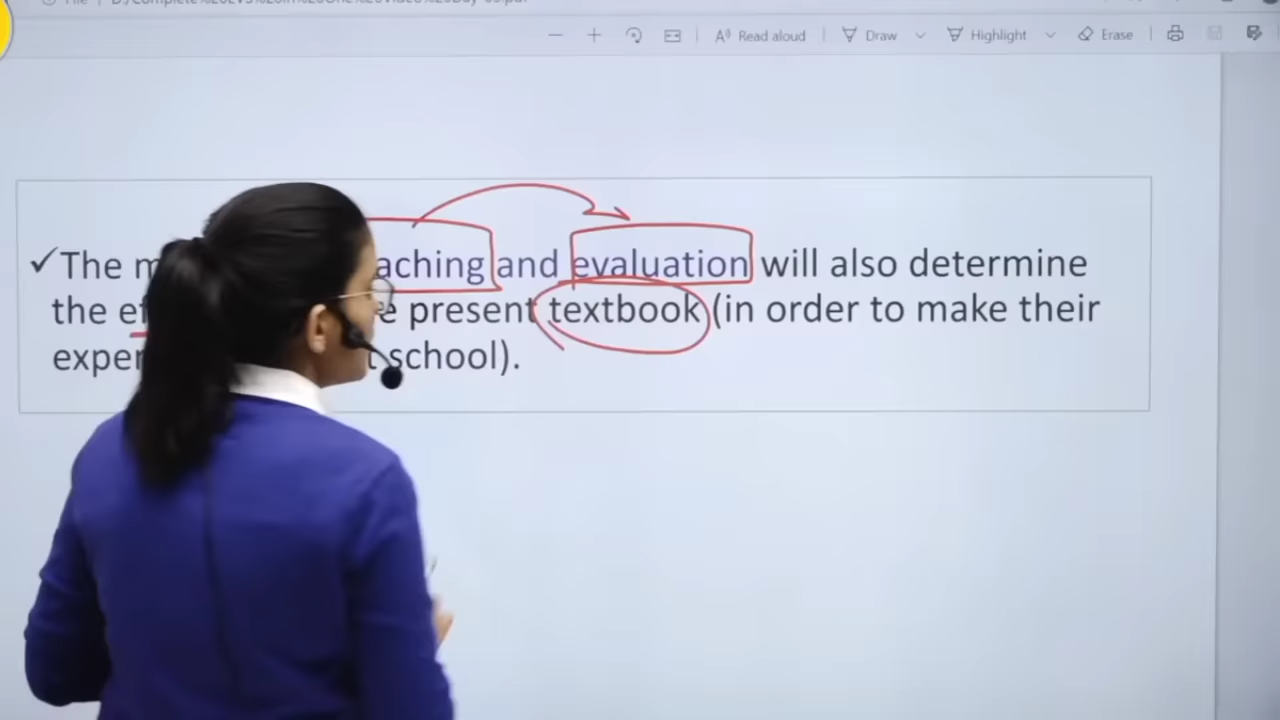 Read aloud Draw Highlight Erase
✓The aching and evaluation will also determine
the present textbook (in order to make their
school).